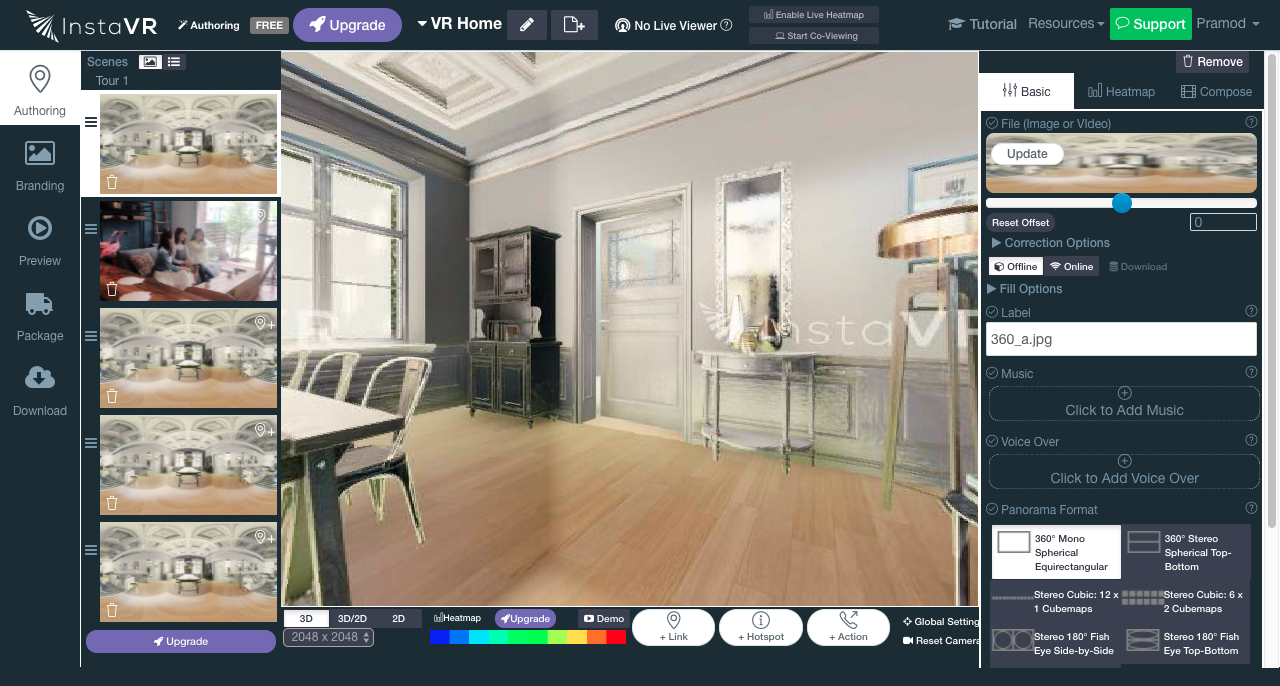 InstaVR
Authoring
FREE
Upgrade
VR Home
No Live Viewer
Enable Live Heatmap
Start Co-Viewing
Tutorial
Resources
Support
Pramod
Authoring
Branding
Preview
Package
Download
Scenes
Tour 1
Upgrade
InstaVR
3D
3D/2D
2D
2048 x 2048
Heatmap
Upgrade
Demo
+ Link
+ Hotspot
+ Action
Global Setting
Reset Camera
Remove
Basic
Heatmap
Compose
File (Image or VIdeo)
Update
Reset Offset
0
Correction Options
Offline
Online
Download
Fill Options
Label
360_a.jpg
Music
Click to Add Music
Voice Over
Click to Add Voice Over
Panorama Format
360° Mono
Spherical
Equirectangular
360° Stereo
Spherical Top-
Bottom
Stereo Cubic: 12 x
1 Cubemaps
Stereo Cubic: 6 x
2 Cubemaps
Stereo 180° Fish
Eye Side-by-Side
Stereo 180° Fish
Eye Top-Bottom